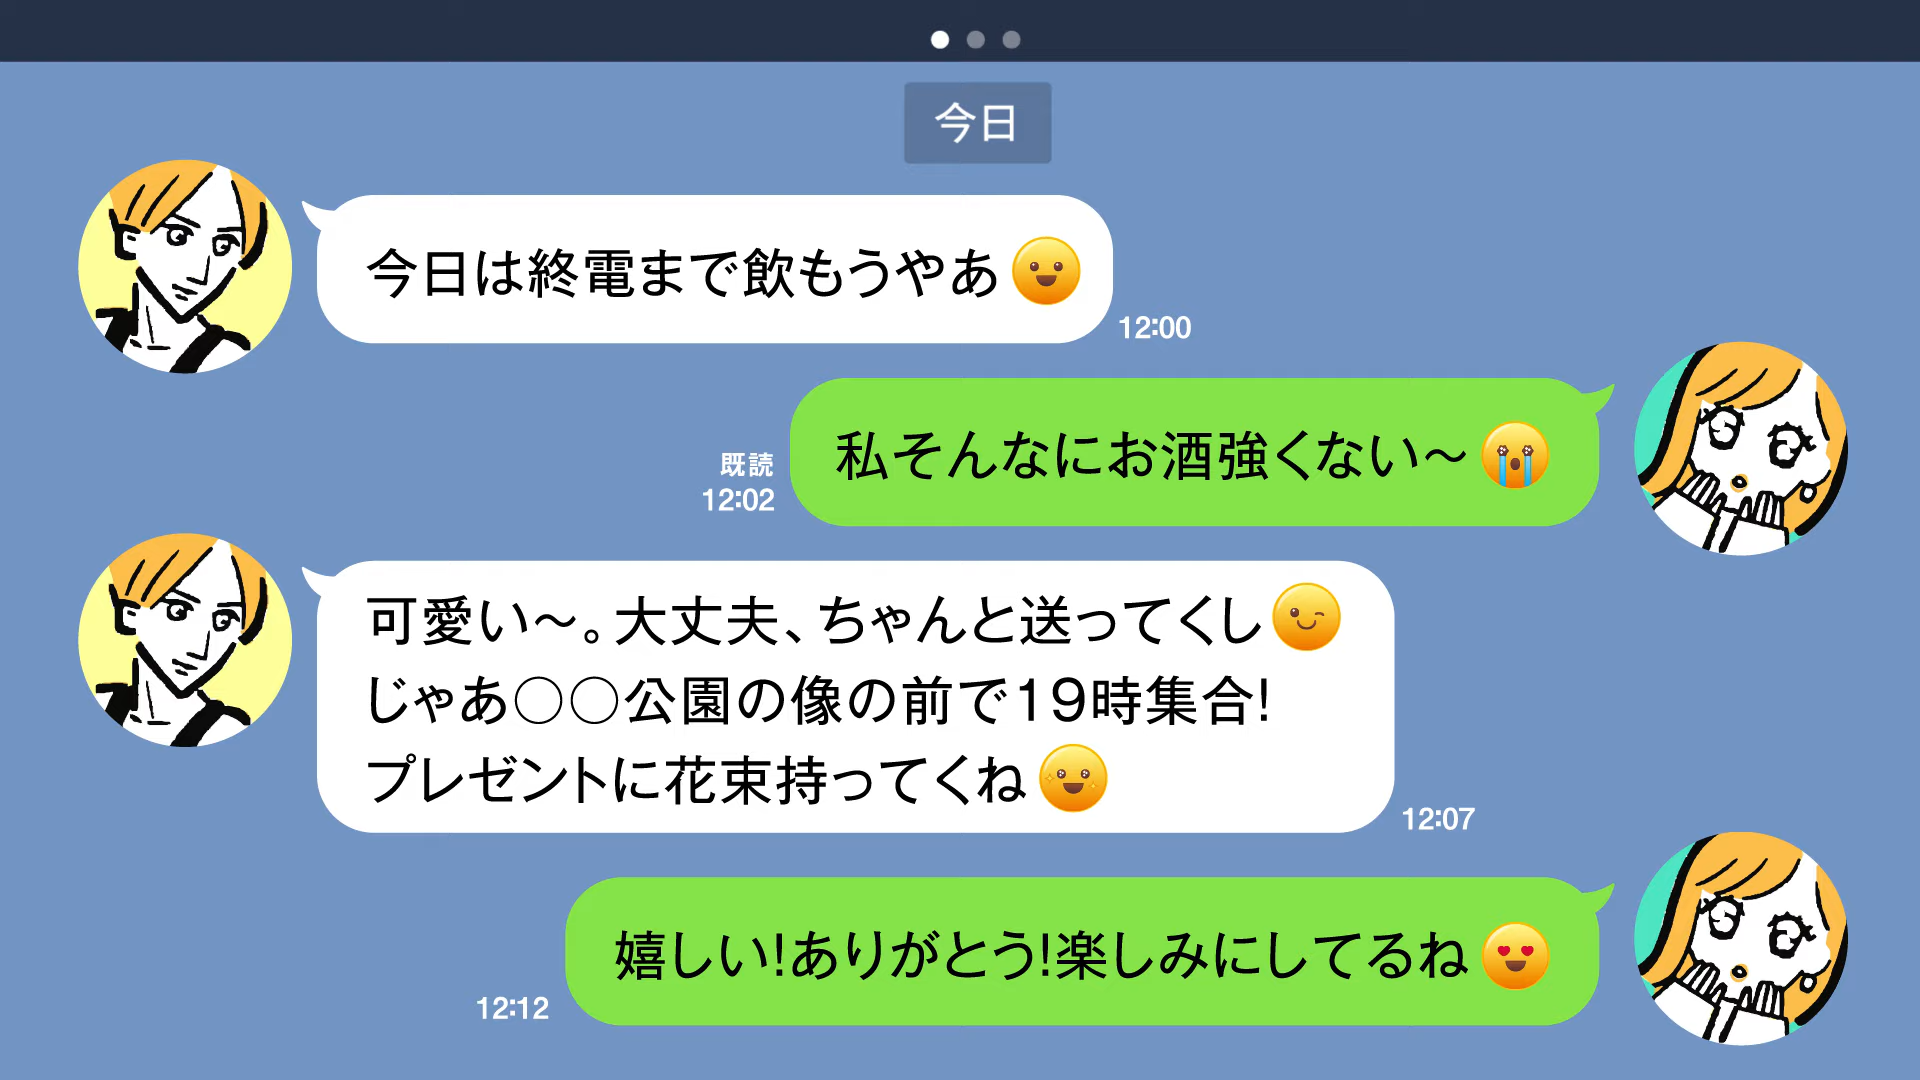 今日
今日は終電まで飲もうやあ😃
12:00
私そんなにお酒強くない〜😭
既読
12:02
可愛い〜。大丈夫、ちゃんと送ってくし😉
じゃあ○○公園の像の前で19時集合!
プレゼントに花束持ってくね🤩
12:07
嬉しい!ありがとう!楽しみにしてるね😍
12:12